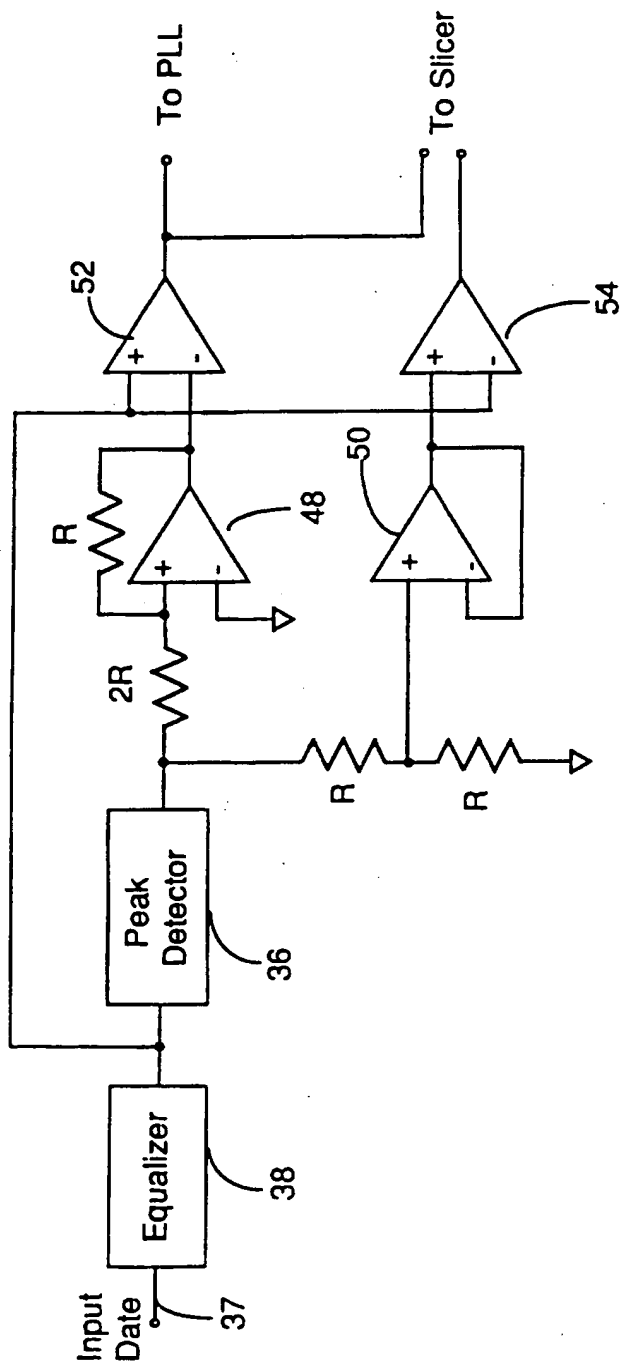 Input
Date
37
Equalizer
38
Peak
Detector
36
2R
R
+
-
48
R
R
+
-
50
+
-
52
+
-
54
To PLL
To Slicer